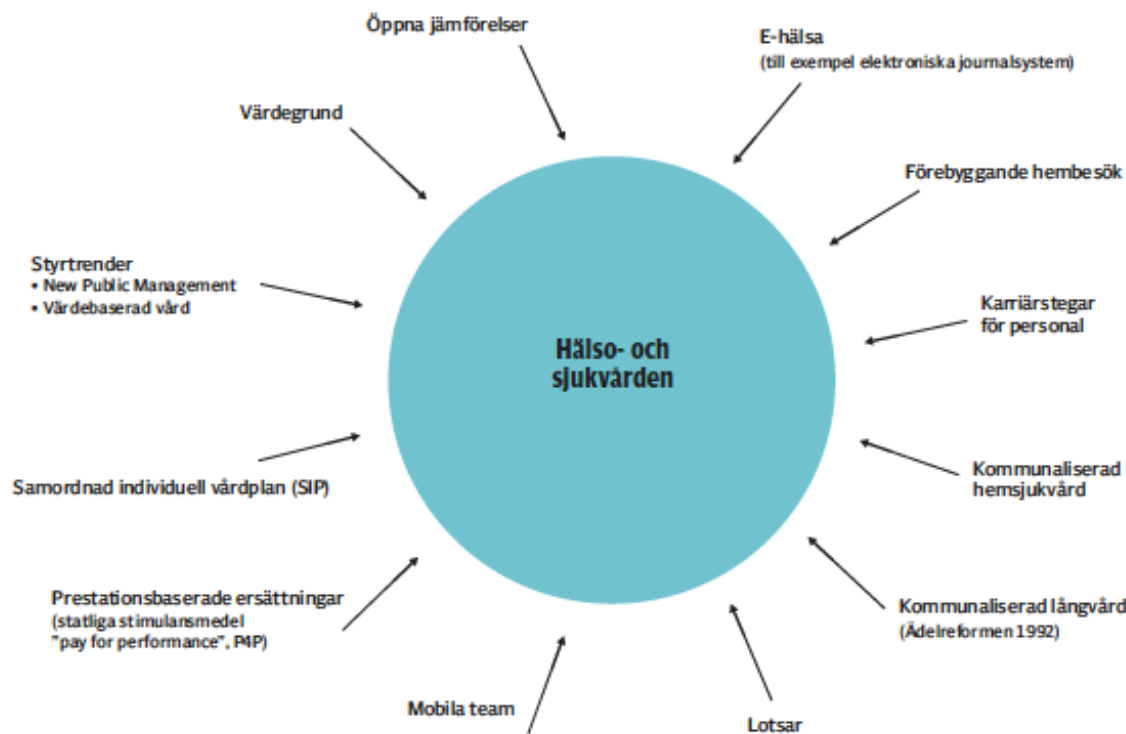 Öppna jämförelser
E-hälsa
(till exempel elektroniska journalsystem)
Värdegrund
Förebyggande hembesök
Styrtrender
• New Public Management
• Värdebaserad vård
Karriärstegar
för personal
Hälso- och
sjukvården
Samordnad individuell vårdplan (SIP)
Kommunaliserad
hemsjukvård
Prestationsbaserade ersättningar
(statliga stimulansmedel
"pay for performance", P4P)
Kommunaliserad långvård
(Ädelreformen 1992)
Mobila team
Lotsar